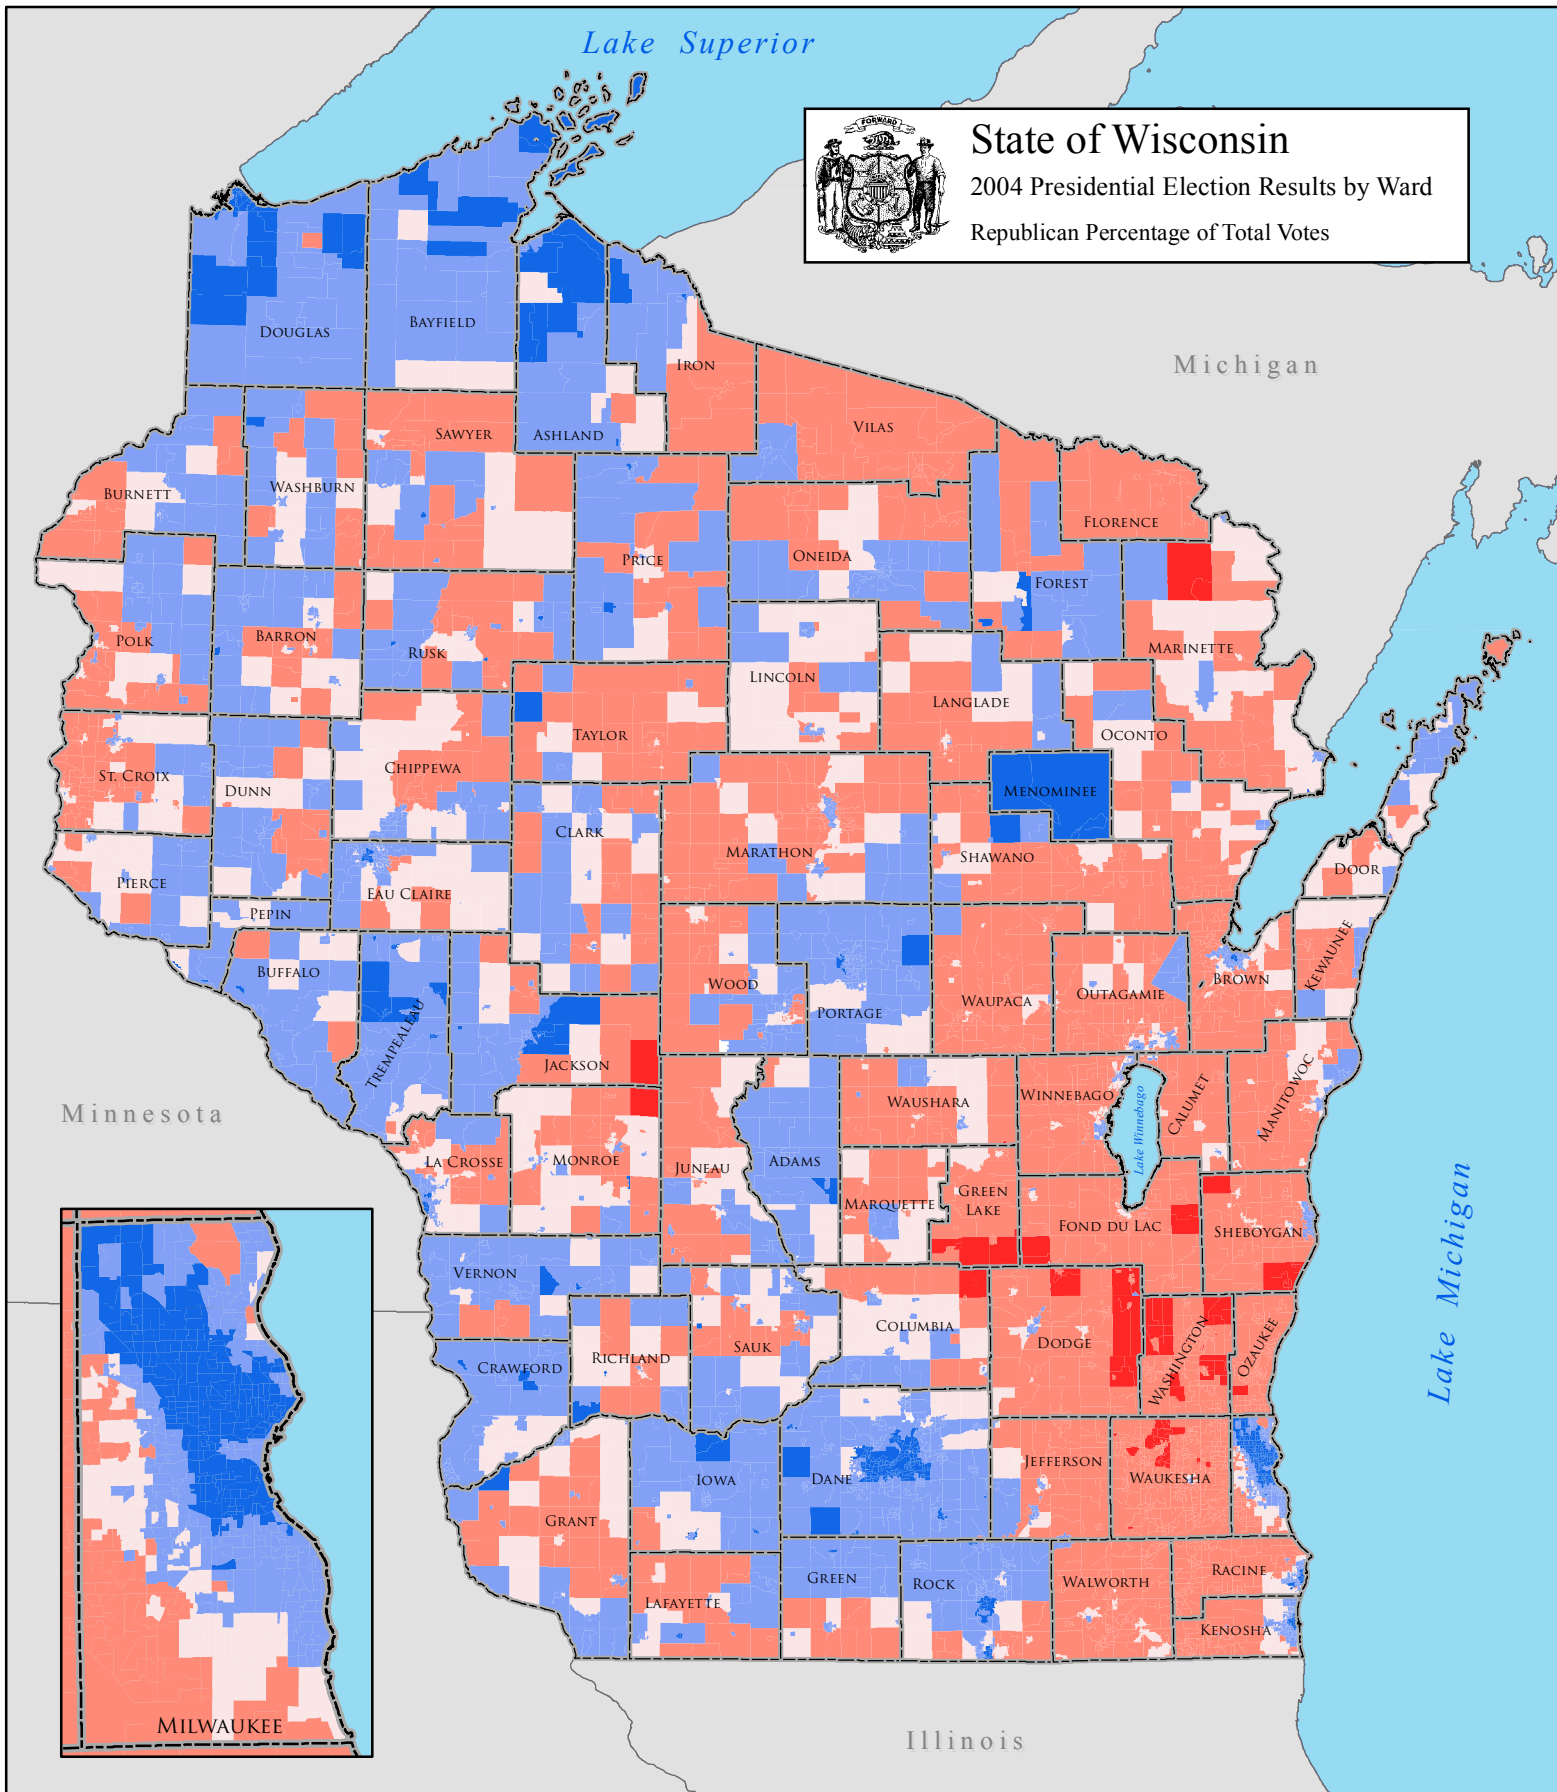 Lake Superior
FORWARD
State of Wisconsin
2004 Presidential Election Results by Ward
Republican Percentage of Total Votes
Michigan
Minnesota
Illinois
Lake Michigan
Lake Winnebago
DOUGLAS
BAYFIELD
IRON
ASHLAND
SAWYER
VILAS
BURNETT
WASHBURN
FLORENCE
PRICE
ONEIDA
FOREST
POLK
BARRON
RUSK
MARINETTE
LINCOLN
LANGLADE
TAYLOR
OCONTO
ST. CROIX
DUNN
CHIPPEWA
MENOMINEE
CLARK
MARATHON
SHAWANO
DOOR
PIERCE
EAU CLAIRE
PEPIN
BUFFALO
TREMPEALEAU
WOOD
PORTAGE
WAUPACA
OUTAGAMIE
BROWN
KEWAUNEE
JACKSON
WAUSHARA
WINNEBAGO
CALUMET
MANITOWOC
LA CROSSE
MONROE
JUNEAU
ADAMS
MARQUETTE
GREEN
LAKE
FOND DU LAC
SHEBOYGAN
VERNON
RICHLAND
SAUK
COLUMBIA
DODGE
WASHINGTON
OZAUKEE
CRAWFORD
GRANT
IOWA
DANE
JEFFERSON
WAUKESHA
LAFAYETTE
GREEN
ROCK
WALWORTH
RACINE
KENOSHA
MILWAUKEE